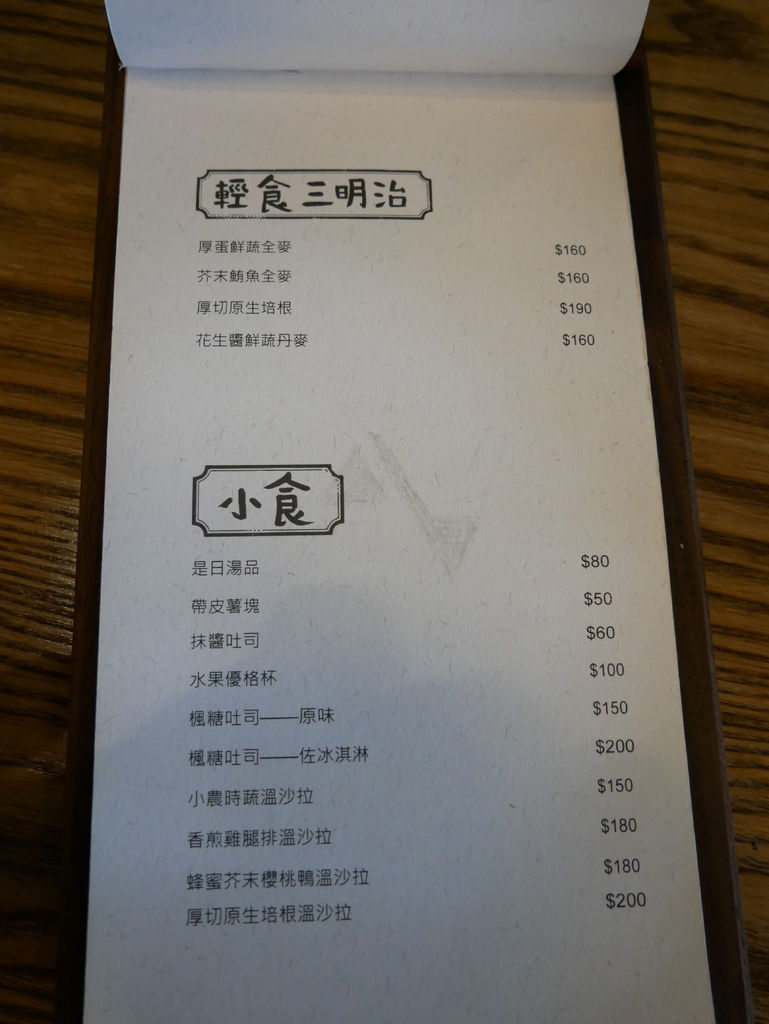 輕食三明治
厚蛋鮮蔬全麥 $160
芥末鮪魚全麥 $160
厚切原生培根 $190
花生醬鮮蔬丹麥 $160
小食
是日湯品 $80
帶皮薯塊 $50
抹醬吐司 $60
水果優格杯 $100
楓糖吐司——原味 $150
楓糖吐司——佐冰淇淋 $200
小農時蔬溫沙拉 $150
香煎雞腿排溫沙拉 $180
蜂蜜芥末櫻桃鴨溫沙拉 $180
厚切原生培根溫沙拉 $200